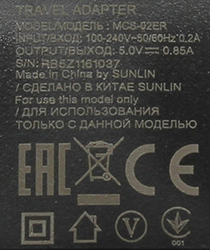 TRAVEL ADAPTER
MODEL/МОДЕЛЬ: MCS-02ER
INPUT/ВХОД: 100-240V~50/60Hz 0.2A
OUTPUT/ВЫХОД: 5.0V⎓0.85A
S/N: RB5Z1161037
Made in China by SUNLIN
/ СДЕЛАНО В КИТАЕ SUNLIN
For use this model only
/ ДЛЯ ИСПОЛЬЗОВАНИЯ
ТОЛЬКО С ДАННОЙ МОДЕЛЬЮ
EAC CE
V
001